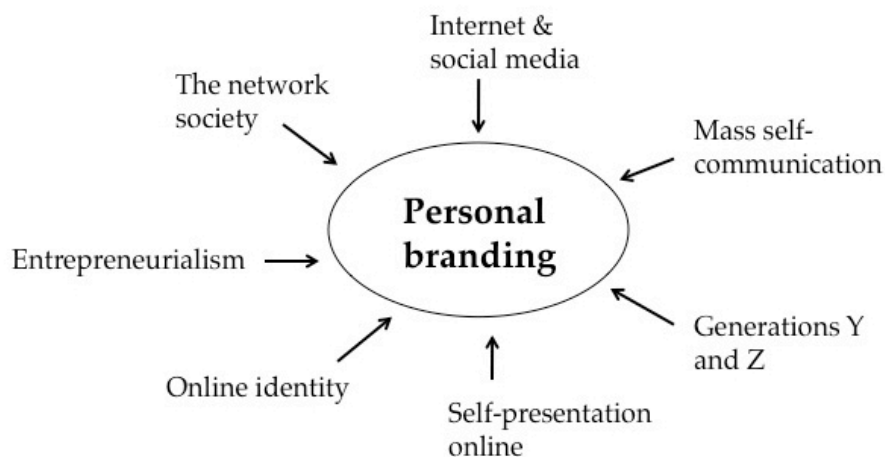 Internet &
social media
The network
society
Mass self-
communication
Personal
branding
Entrepreneurialism
Generations Y
and Z
Online identity
Self-presentation
online